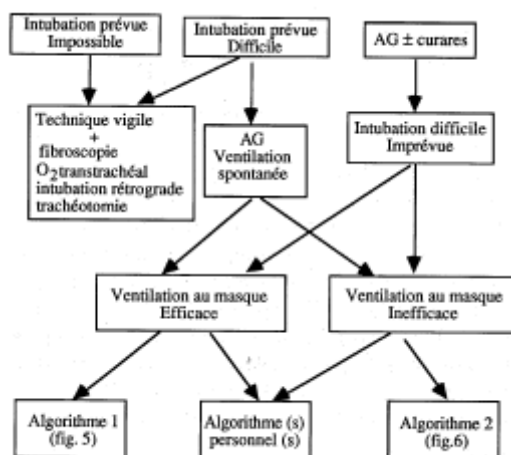 Intubation prévue
Impossible
Intubation prévue
Difficile
AG ± curares
Technique vigile
+
fibroscopie
O2transtrachéal
intubation rétrograde
trachéotomie
AG
Ventilation
spontanée
Intubation difficile
Imprévue
Ventilation au masque
Efficace
Ventilation au masque
Inefficace
Algorithme 1
(fig. 5)
Algorithme (s)
personnel (s)
Algorithme 2
(fig.6)